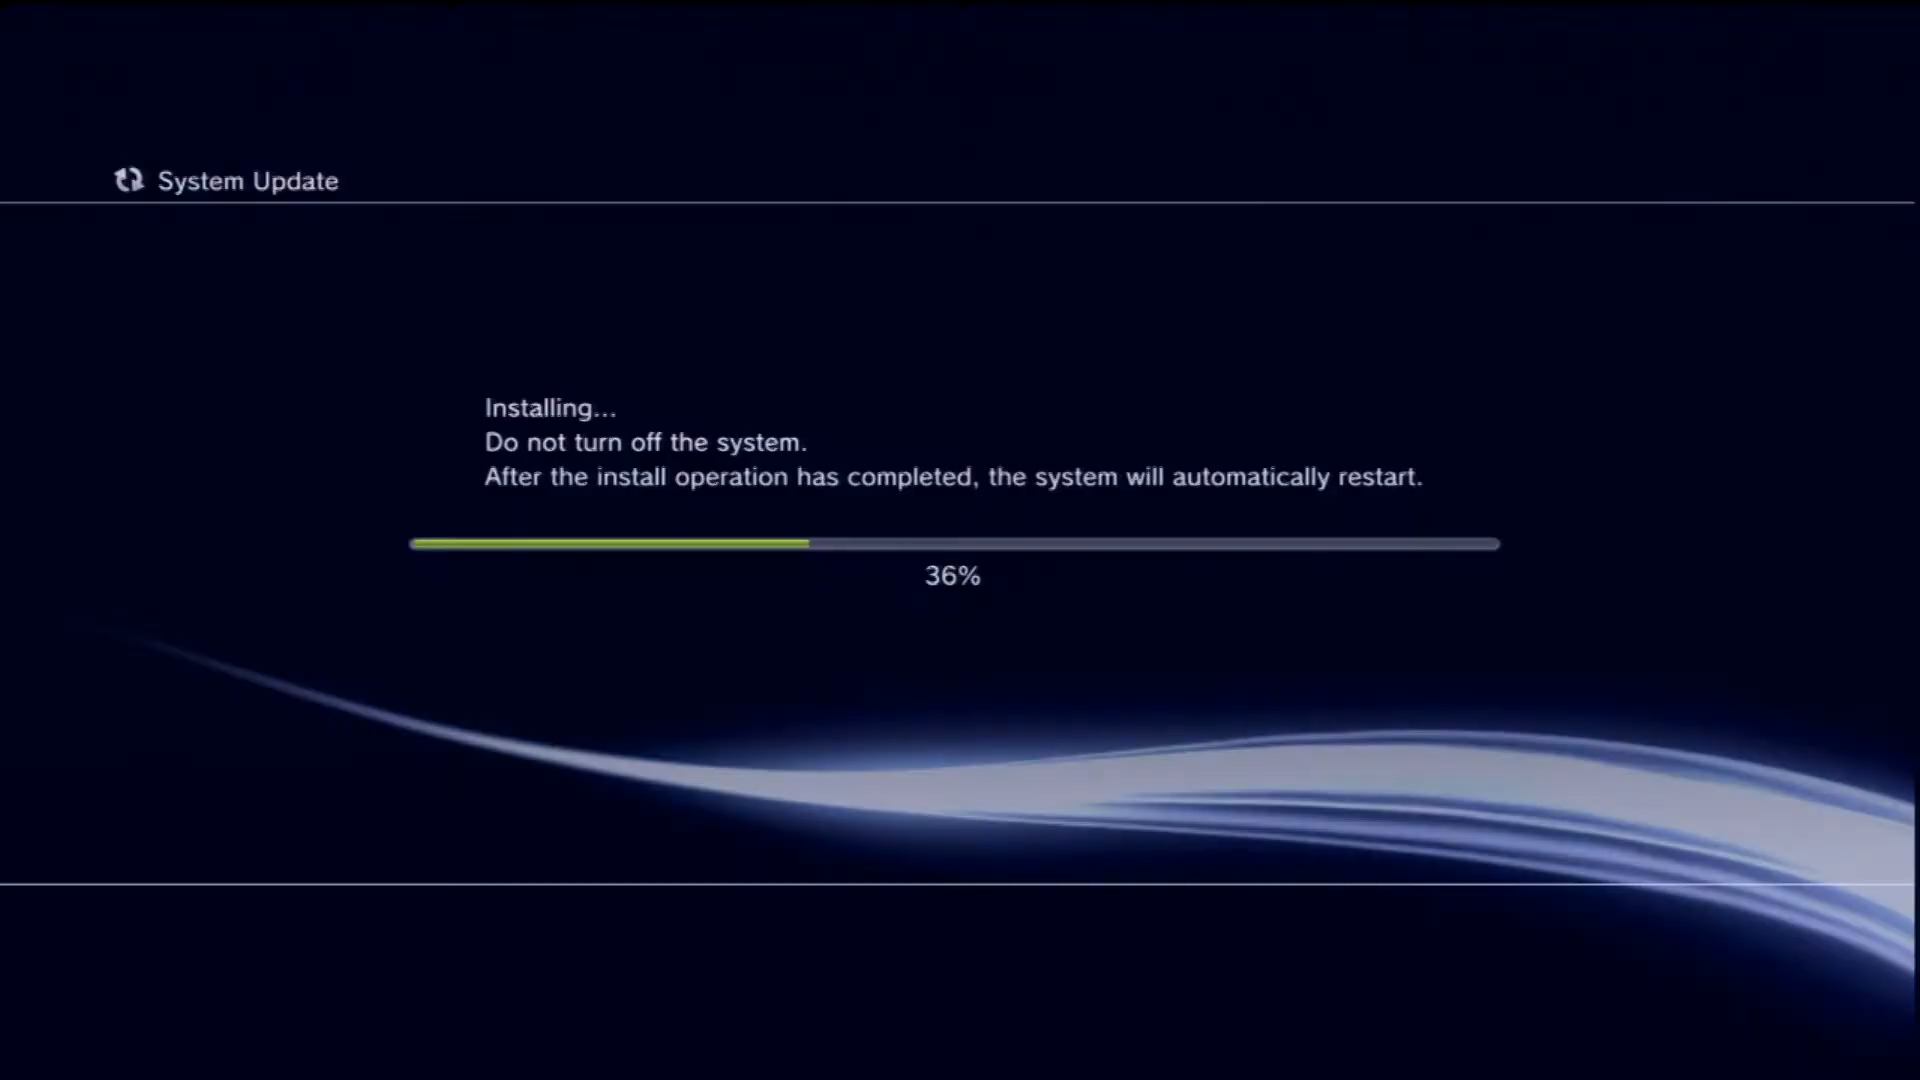 System Update
Installing...
Do not turn off the system.
After the install operation has completed, the system will automatically restart.
36%